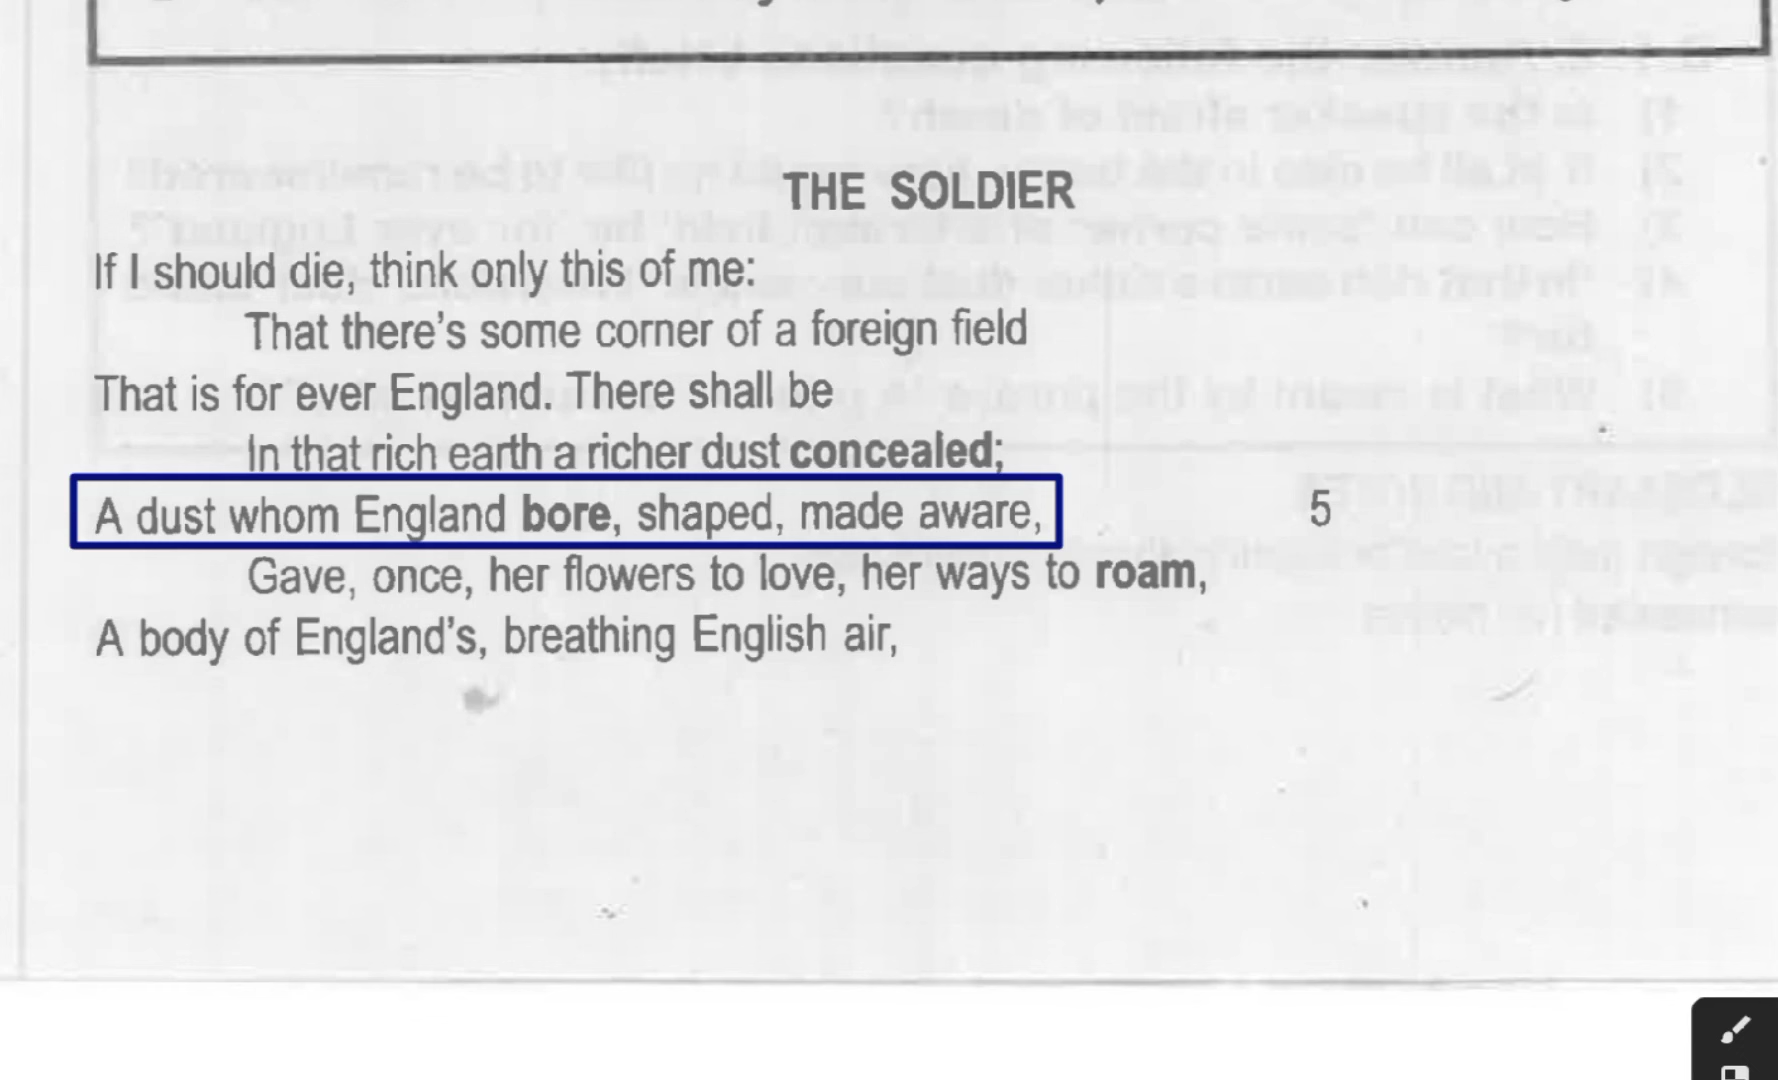 THE SOLDIER
If I should die, think only this of me:
That there's some corner of a foreign field
That is for ever England. There shall be
In that rich earth a richer dust concealed;
A dust whom England bore, shaped, made aware, 5
Gave, once, her flowers to love, her ways to roam,
A body of England's, breathing English air,